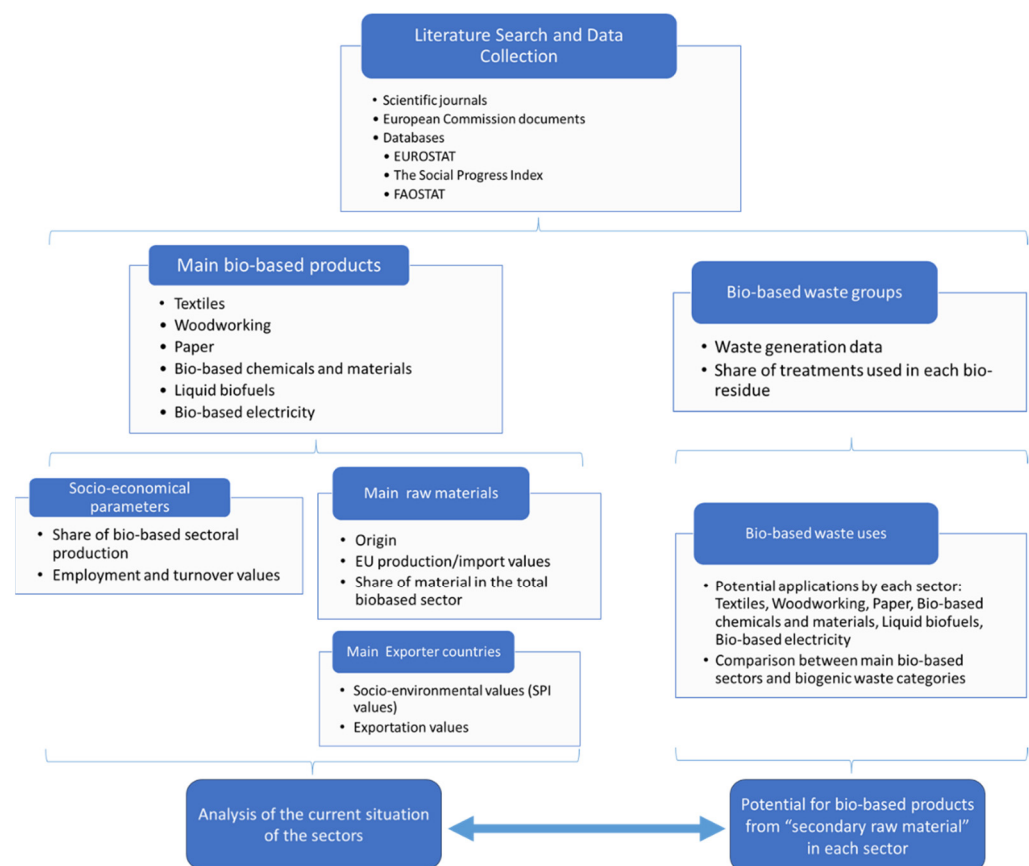 Literature Search and Data
Collection
• Scientific journals
• European Commission documents
• Databases
• EUROSTAT
• The Social Progress Index
• FAOSTAT
Main bio-based products
• Textiles
• Woodworking
• Paper
• Bio-based chemicals and materials
• Liquid biofuels
• Bio-based electricity
Bio-based waste groups
• Waste generation data
• Share of treatments used in each bio-
residue
Socio-economical
parameters
• Share of bio-based sectoral
production
• Employment and turnover values
Main raw materials
• Origin
• EU production/import values
• Share of material in the total
biobased sector
Main Exporter countries
• Socio-environmental values (SPI
values)
• Exportation values
Bio-based waste uses
• Potential applications by each sector:
Textiles, Woodworking, Paper, Bio-based
chemicals and materials, Liquid biofuels,
Bio-based electricity
• Comparison between main bio-based
sectors and biogenic waste categories
Analysis of the current situation
of the sectors
Potential for bio-based products
from “secondary raw material”
in each sector